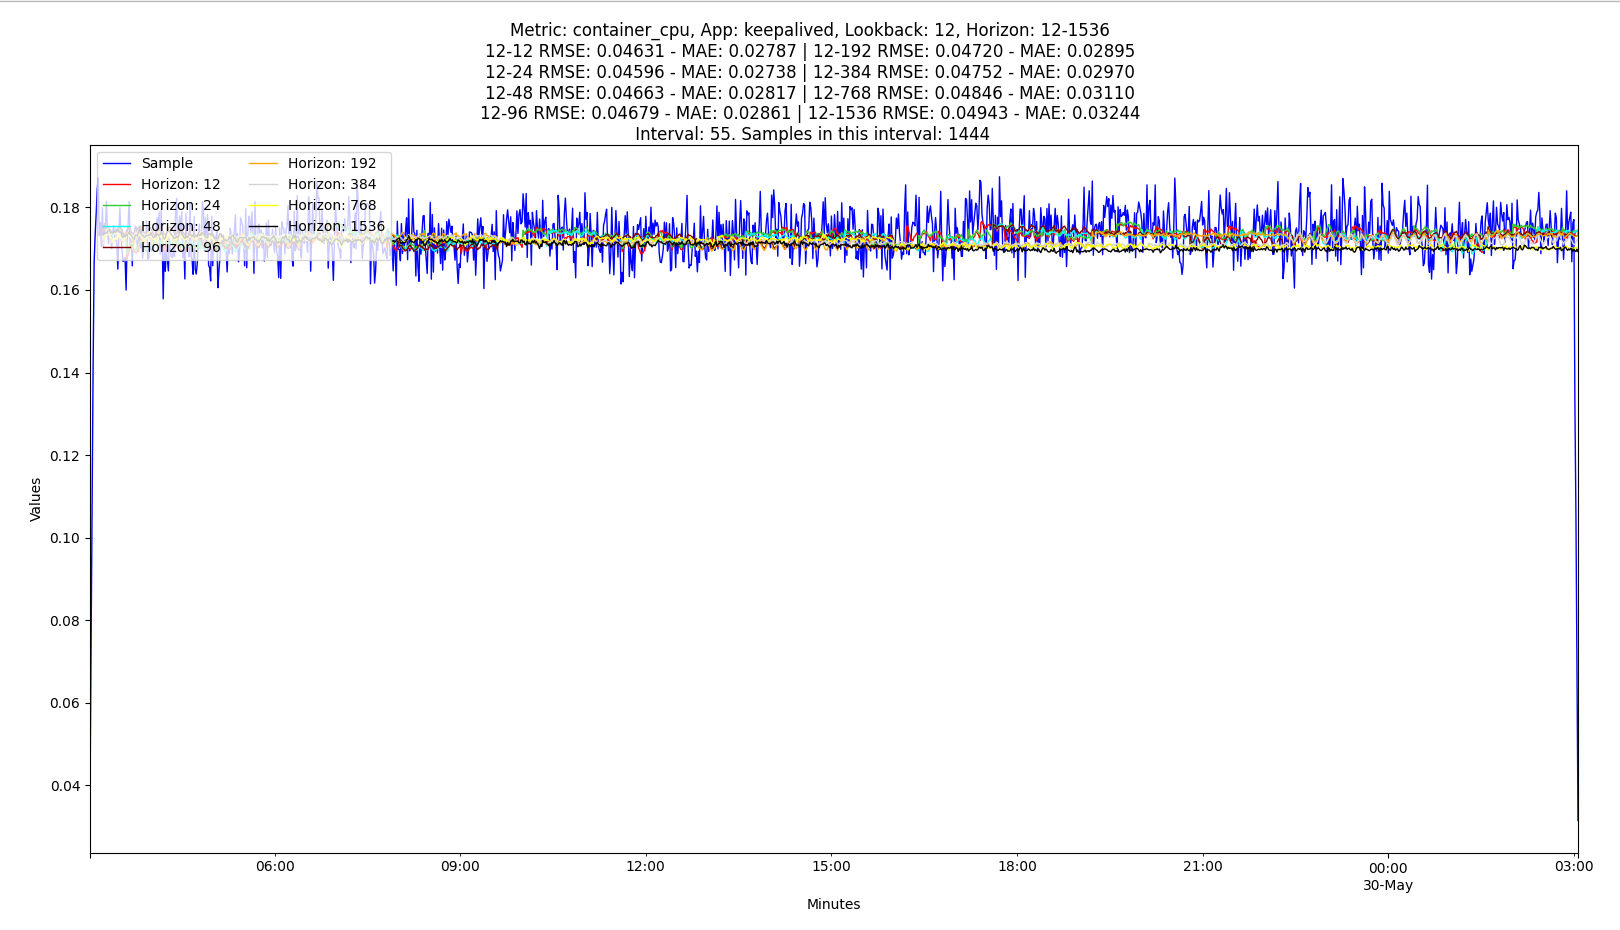 Metric: container_cpu, App: keepalived, Lookback: 12, Horizon: 12-1536
12-12 RMSE: 0.04631 - MAE: 0.02787 | 12-192 RMSE: 0.04720 - MAE: 0.02895
12-24 RMSE: 0.04596 - MAE: 0.02738 | 12-384 RMSE: 0.04752 - MAE: 0.02970
12-48 RMSE: 0.04663 - MAE: 0.02817 | 12-768 RMSE: 0.04846 - MAE: 0.03110
12-96 RMSE: 0.04679 - MAE: 0.02861 | 12-1536 RMSE: 0.04943 - MAE: 0.03244
Interval: 55. Samples in this interval: 1444
Sample
Horizon: 12
Horizon: 24
Horizon: 48
Horizon: 96
Horizon: 192
Horizon: 384
Horizon: 768
Horizon: 1536
0.18
0.16
0.14
0.12
0.10
0.08
0.06
0.04
Values
06:00
09:00
12:00
15:00
18:00
21:00
00:00
30-May
03:00
Minutes